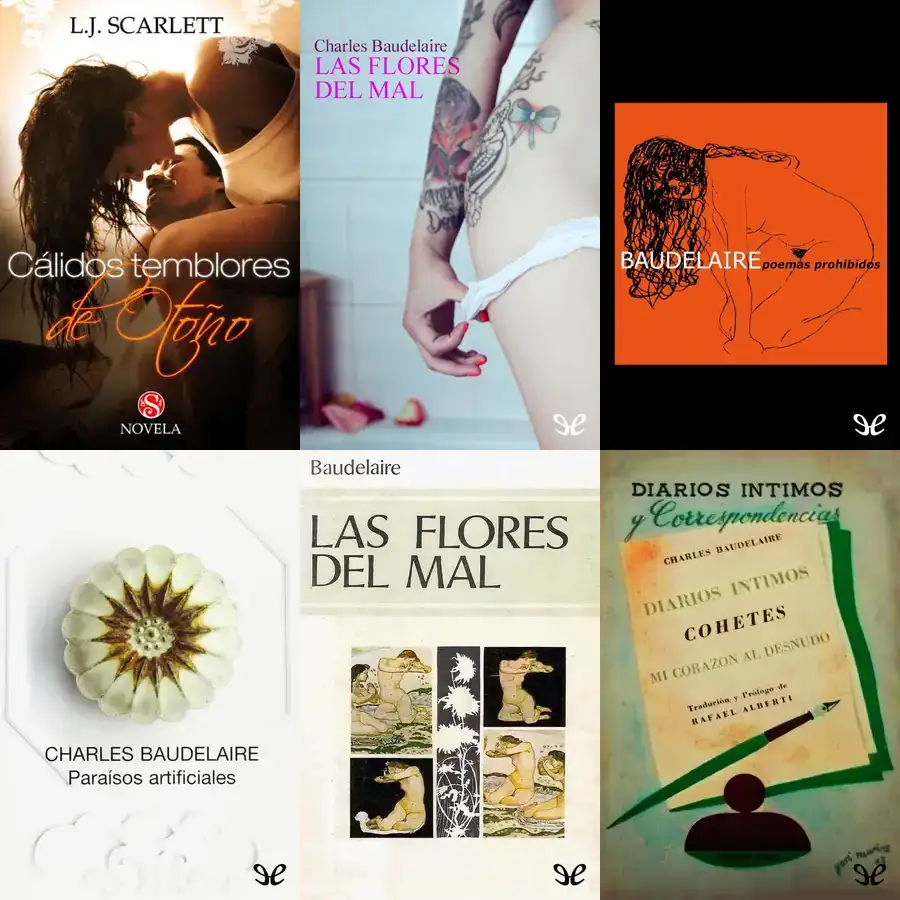 L.J. SCARLETT
Cálidos temblores
de Otoño
S
NOVELA
Charles Baudelaire
LAS FLORES
DEL MAL
BAUDELAIRE poemas prohibidos
CHARLES BAUDELAIRE
Paraísos artificiales
Baudelaire
LAS FLORES
DEL MAL
DIARIOS INTIMOS
y Correspondencias
CHARLES BAUDELAIRE
DIARIOS INTIMOS
COHETES
MI CORAZON AL DESNUDO
Tradución y Prólogo de
RAFAEL ALBERTI